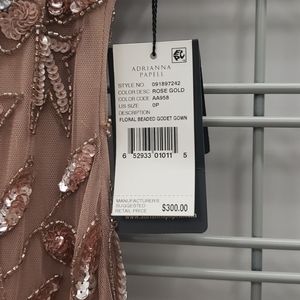 ADRIANNA
PAPELL
STYLE NO. 091897242
COLOR DESC ROSE GOLD
COLOR CODE AA958
US SIZE 0P
DESCRIPTION
FLORAL BEADED GODET GOWN
6 52933 01011 5
MANUFACTURER'S
SUGGESTED
RETAIL PRICE $300.00